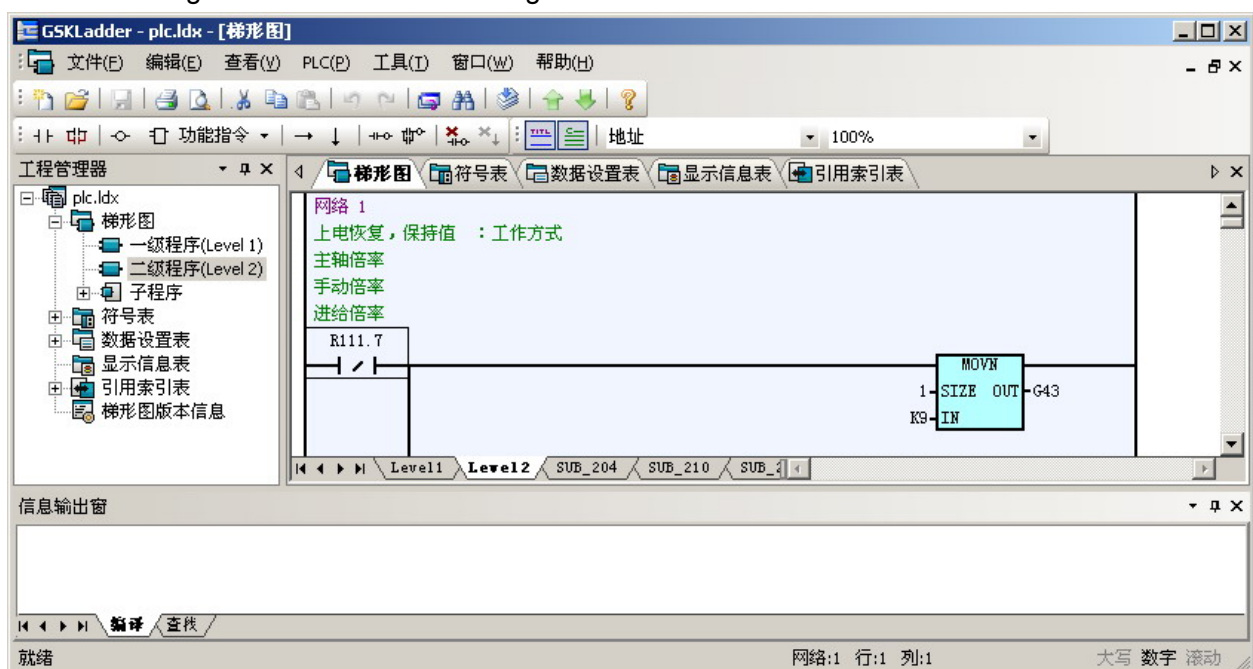 GSKLadder - plc.ldx - [梯形图]
文件(F) 编辑(E) 查看(V) PLC(P) 工具(T) 窗口(W) 帮助(H)
功能指令 地址 100%
工程管理器
plc.ldx
梯形图
一级程序(Level 1)
二级程序(Level 2)
子程序
符号表
数据设置表
显示信息表
引用索引表
梯形图版本信息
梯形图 符号表 数据设置表 显示信息表 引用索引表
网络 1
上电恢复，保持值 ：工作方式
主轴倍率
手动倍率
进给倍率
R111.7
MOVN
1 SIZE OUT G43
K9 IN
Level1 Level2 SUB_204 SUB_210
信息输出窗
编译 查找
就绪 网络:1 行:1 列:1 大写 数字 滚动